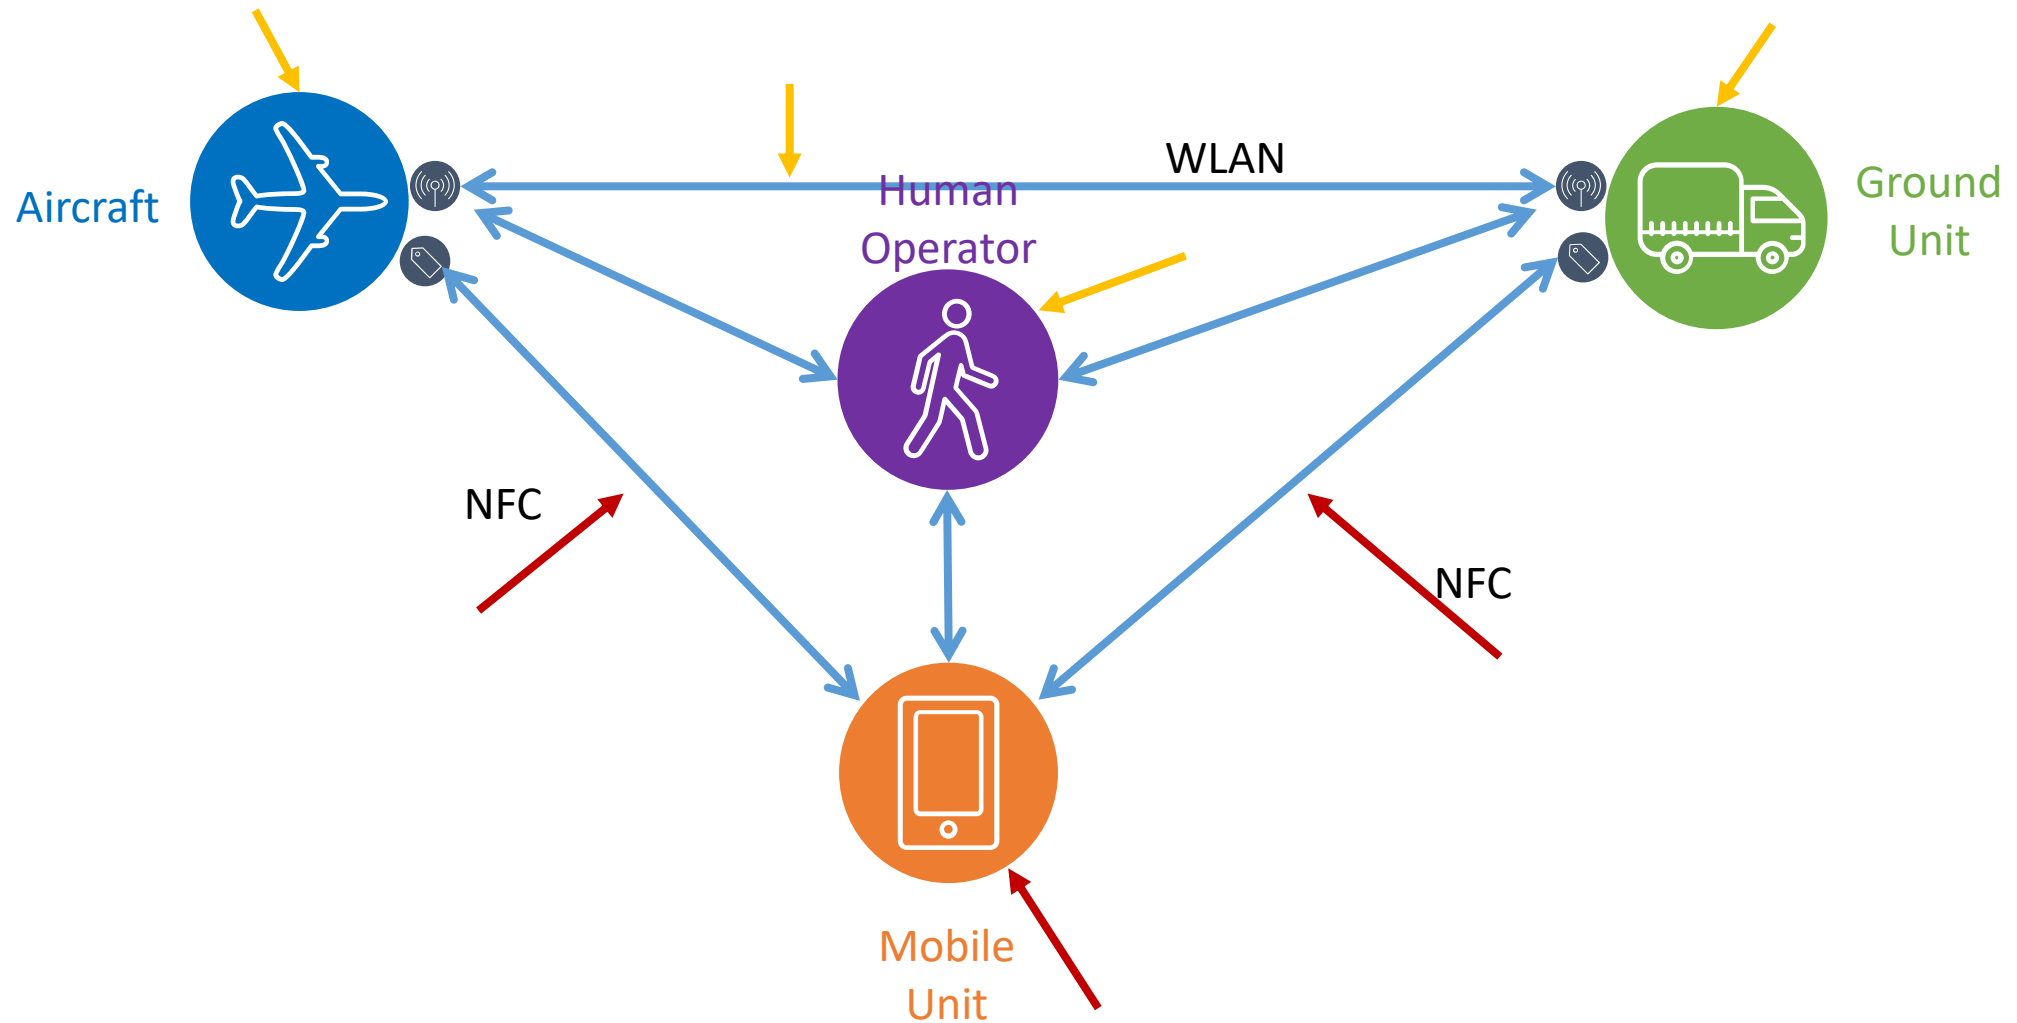 WLAN
Human
Operator
Aircraft
Ground
Unit
NFC
NFC
Mobile
Unit